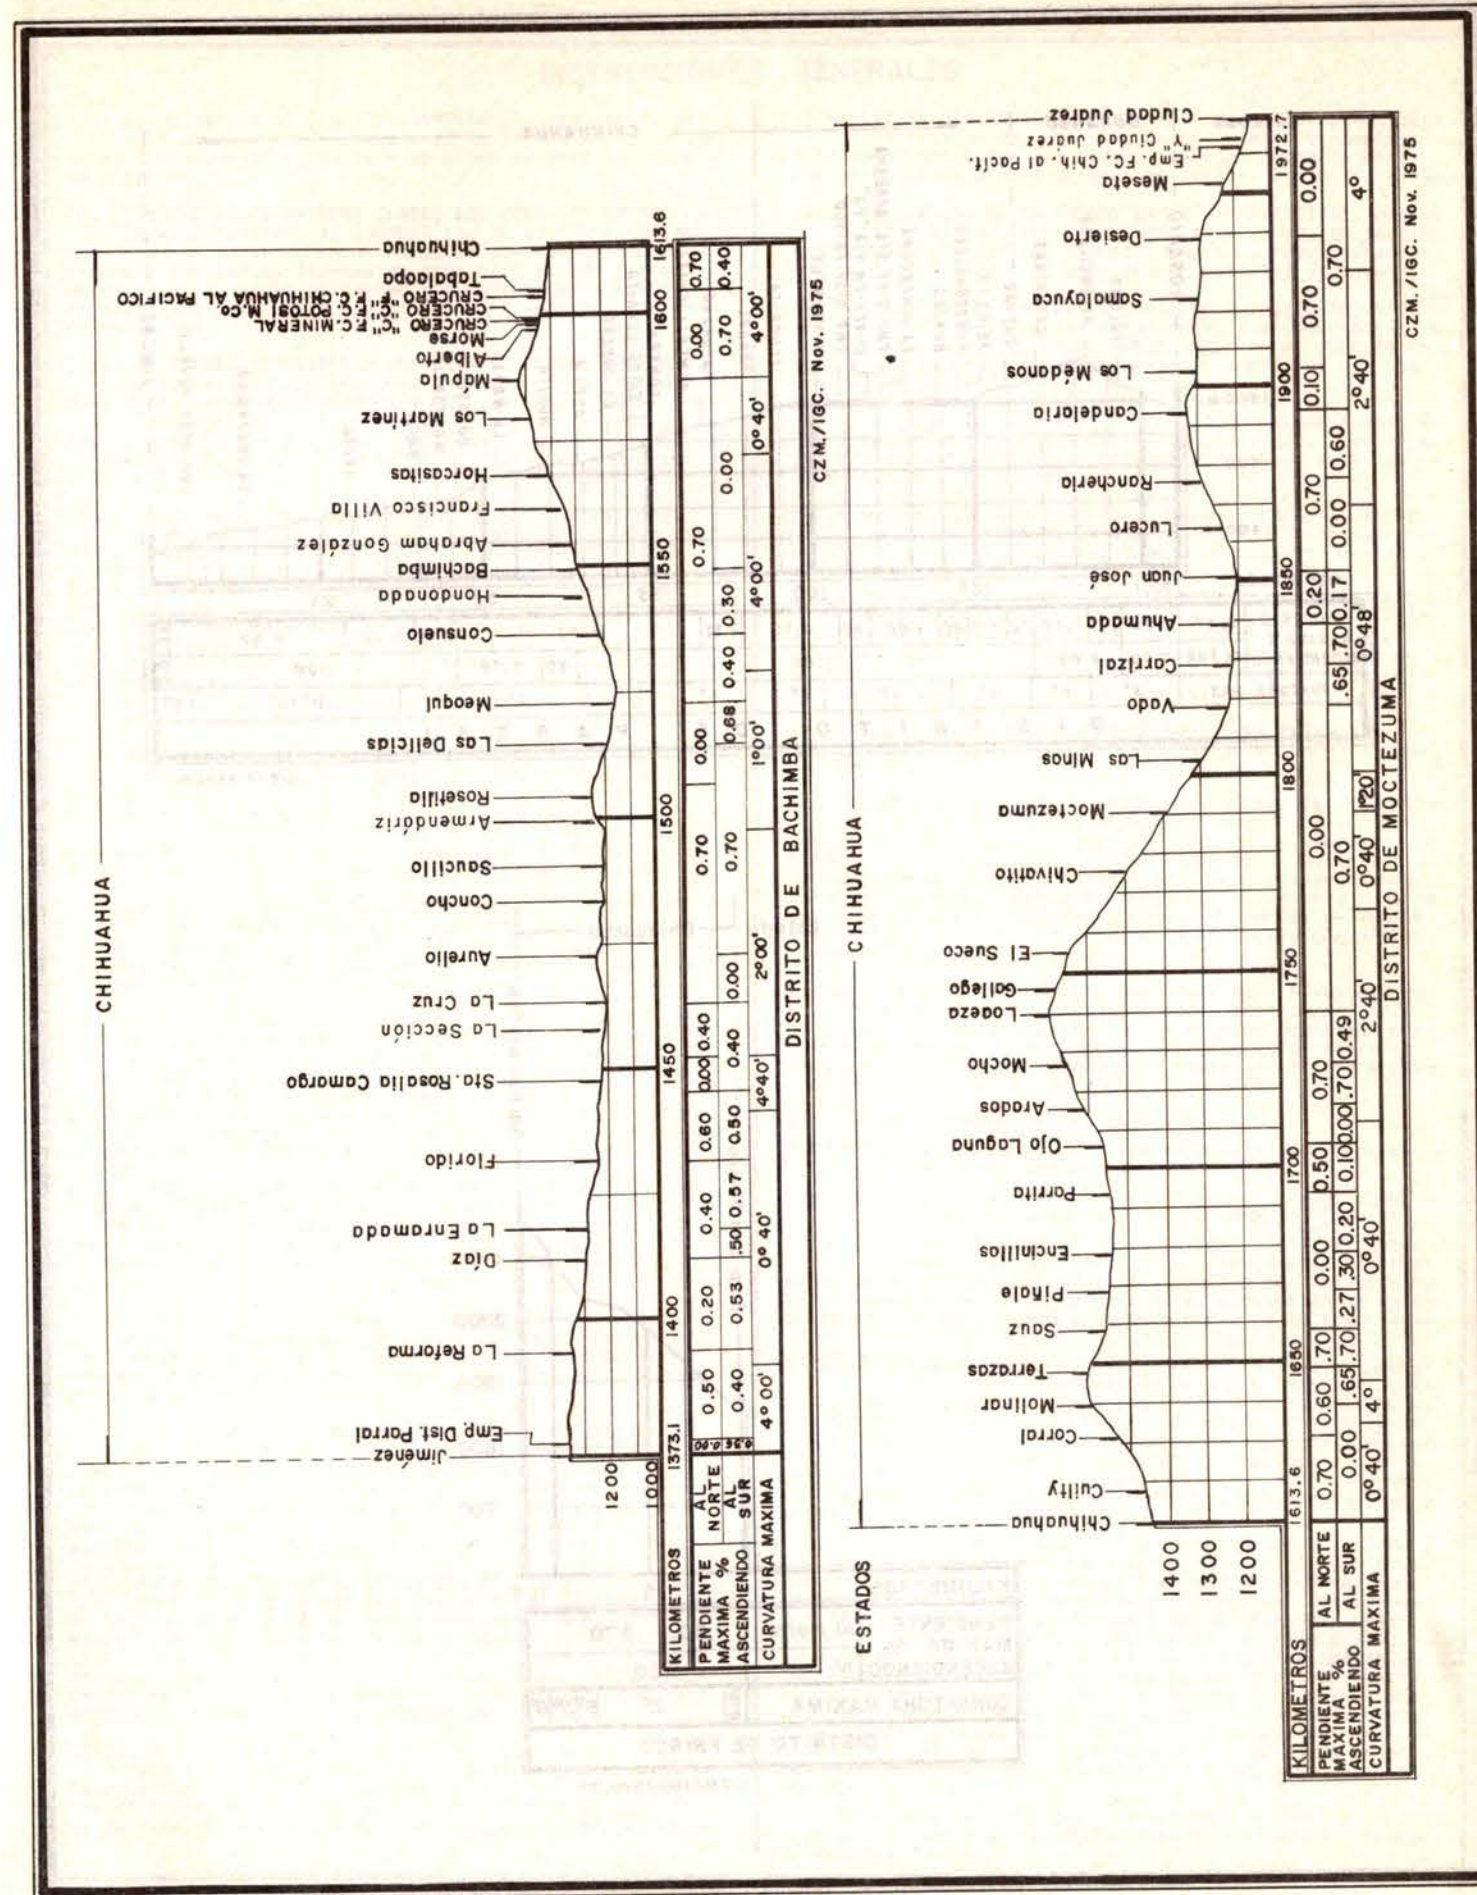 CHIHUAHUA
Jiménez
Emp. Dist. Parral
La Reforma
Díaz
La Enramada
Florido
Sta. Rosalia Camargo
La Sección
La Cruz
Aurelio
Concho
Saucillo
Armendáriz
Rosetilla
Las Delicias
Meoqui
Consuelo
Hondonada
Bachimba
Abraham González
Francisco Villa
Horcasitas
Los Martínez
Mápula
Alberto
Morse
CRUCERO "C" F.C. MINERAL
CRUCERO "C" F.C. POTOSI M.Co.
CRUCERO "F" F.C. CHIHUAHUA AL PACIFICO
Tabalaopa
Chihuahua
1200
1000
KILOMETROS 1373.1 1400 1450 1500 1550 1600 1613.6
PENDIENTE MAXIMA % ASCENDIENDO
AL NORTE 0.00 0.50 0.20 0.40 0.60 0.00 0.40 0.70 0.00 0.70 0.00 0.70
AL SUR 0.56 0.40 0.53 .50 0.57 0.50 0.40 0.00 0.70 0.68 0.40 0.30 0.00 0.70 0.40
CURVATURA MAXIMA 4°00' 0°40' 4°40' 2°00' 1°00' 4°00' 0°40' 4°00'
DISTRITO DE BACHIMBA
CZM./IGC. Nov. 1975
ESTADOS
CHIHUAHUA
Chihuahua
Cuilty
Corral
Molinar
Terrazas
Sauz
Piñale
Encinillas
Parrita
Ojo Laguna
Arados
Mocho
Loaeza
Gallego
El Sueco
Chivatito
Moctezuma
Las Minas
Vado
Carrizal
Ahumada
Juan José
Lucero
Ranchería
Candelaria
Los Médanos
Samalayuca
Desierto
Meseta
Emp. FC. Chih. al Pacíf.
"Y" Ciudad Juárez
Ciudad Juárez
1400
1300
1200
KILOMETROS 1613.6 1650 1700 1750 1800 1850 1900 1972.7
PENDIENTE MAXIMA % ASCENDIENDO
AL NORTE 0.70 0.60 .70 0.00 0.50 0.70 0.00 0.20 0.70 0.10 0.70 0.00
AL SUR 0.00 .65 .70 .27 .30 0.20 0.10 0.00 .70 0.49 0.70 .65 .70 0.17 0.00 0.60 0.70
CURVATURA MAXIMA 0°40' 4° 0°40' 2°40' 0°40' 1°20' 0°48' 2°40' 4°
DISTRITO DE MOCTEZUMA
CZM./IGC. Nov. 1975